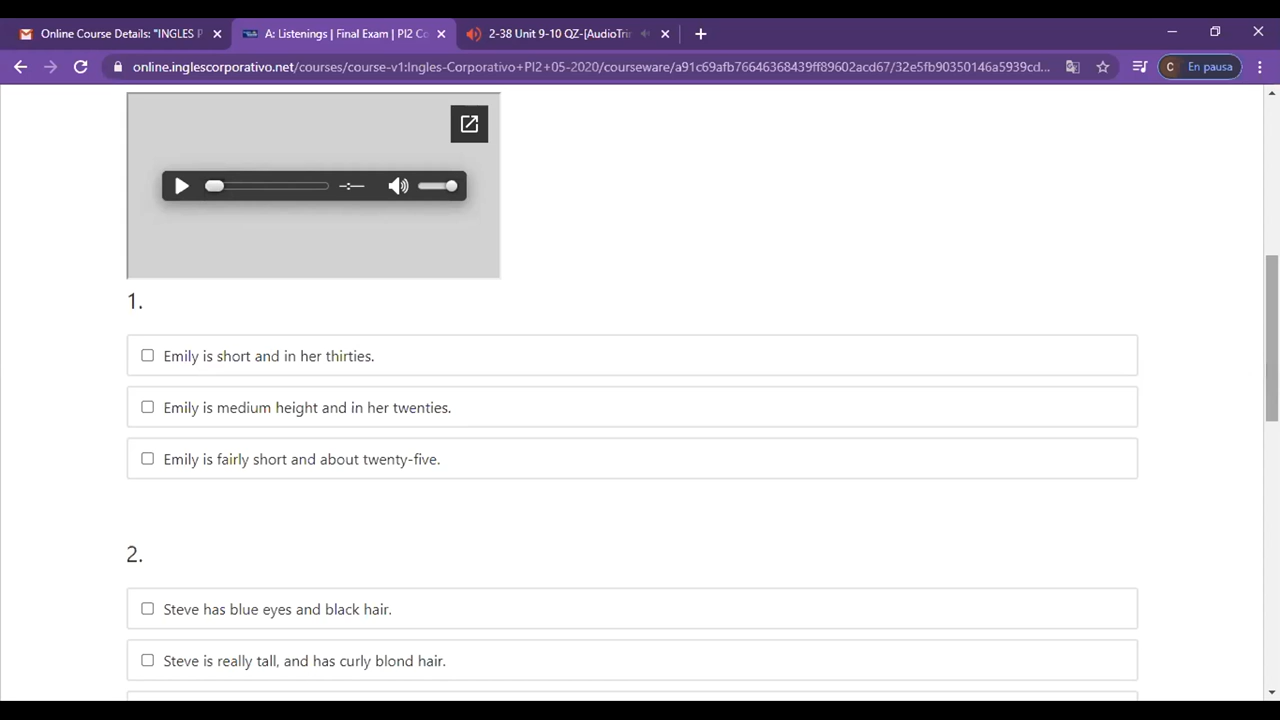 Online Course Details: "INGLES P
A: Listenings | Final Exam | PI2 Co
2-38 Unit 9-10 QZ-[AudioTrim
online.inglescorporativo.net/courses/course-v1:Ingles-Corporativo+PI2+05-2020/courseware/a91c69afb76646368439ff89602acd67/32e5fb90350146a5939cd...
C En pausa
1.
Emily is short and in her thirties.
Emily is medium height and in her twenties.
Emily is fairly short and about twenty-five.
2.
Steve has blue eyes and black hair.
Steve is really tall, and has curly blond hair.